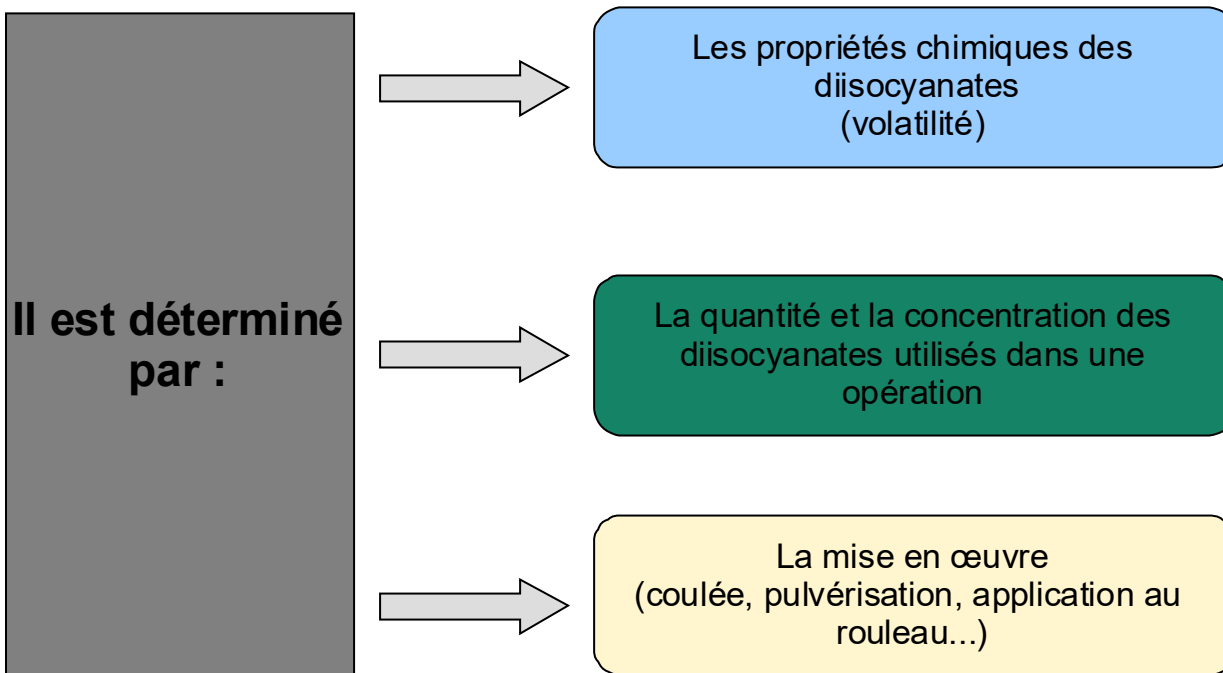 Il est déterminé
par :
Les propriétés chimiques des
diisocyanates
(volatilité)
La quantité et la concentration des
diisocyanates utilisés dans une
opération
La mise en œuvre
(coulée, pulvérisation, application au
rouleau...)